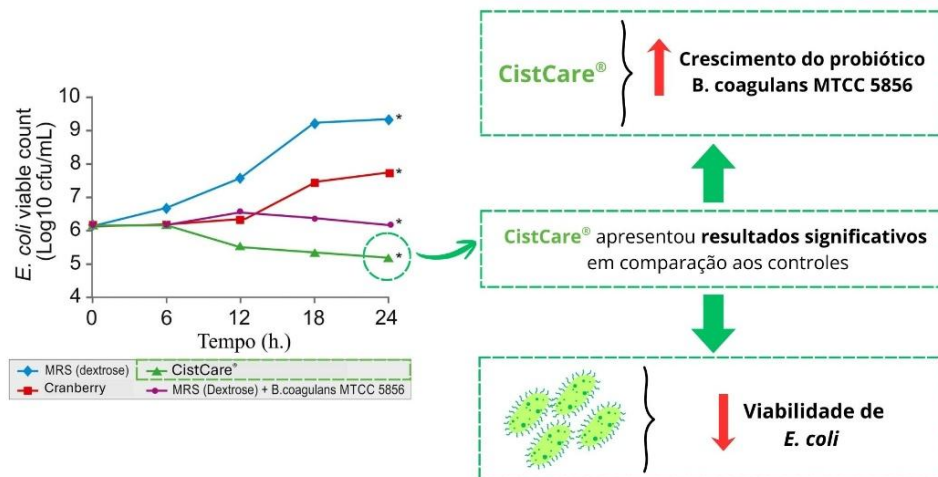 E. coli viable count
(Log10 cfu/mL)
10
9
8
7
6
5
4
0 6 12 18 24
*
*
*
*
Tempo (h.)
MRS (dextrose)
CistCare®
Cranberry
MRS (Dextrose) + B.coagulans MTCC 5856
CistCare®
Crescimento do probiótico
B. coagulans MTCC 5856
CistCare® apresentou resultados significativos
em comparação aos controles
Viabilidade de
E. coli